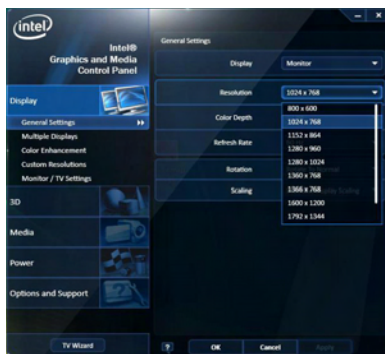 intel
Intel®
Graphics and Media
Control Panel
Display
General Settings
Multiple Displays
Color Enhancement
Custom Resolutions
Monitor / TV Settings
3D
Media
Power
Options and Support
TV Wizard
General Settings
Display Monitor
Resolution 1024 x 768
800 x 600
1024 x 768
Color Depth
1152 x 864
1280 x 960
Refresh Rate
1280 x 1024
1360 x 768
Rotation
1366 x 768
Scaling
1600 x 1200
1792 x 1344
? OK Cancel Apply